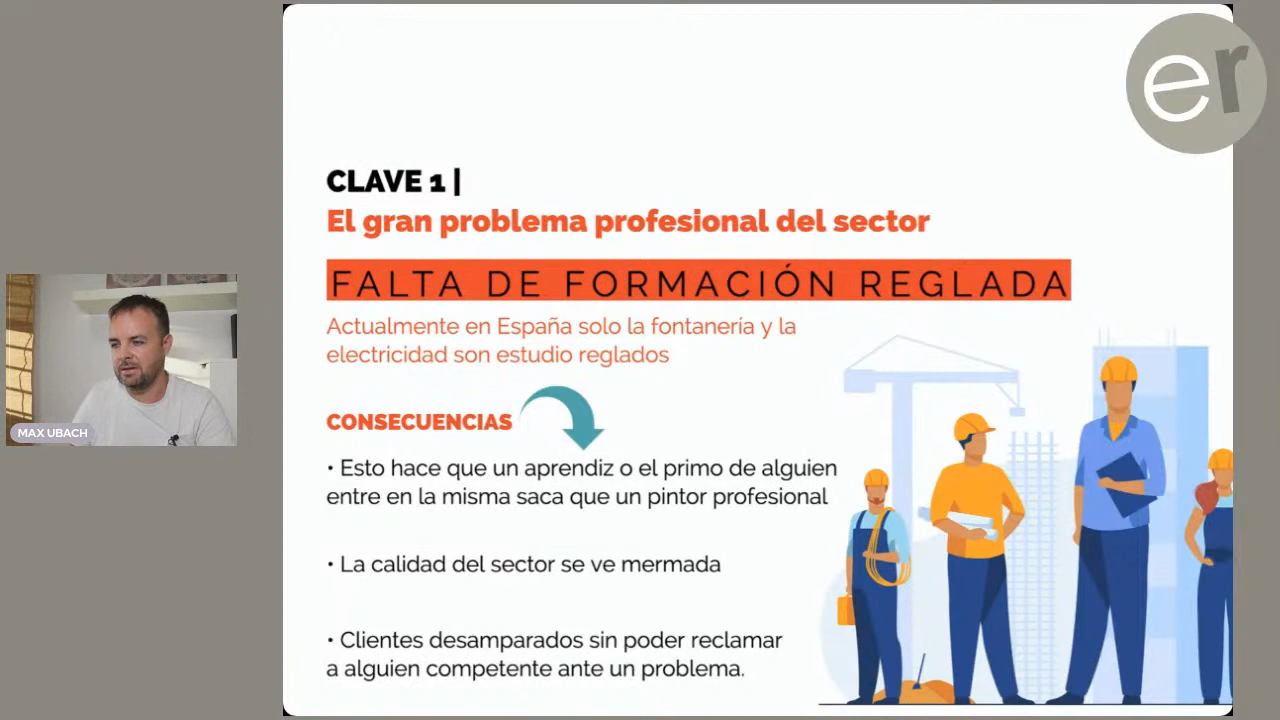 er
CLAVE 1 |
El gran problema profesional del sector
FALTA DE FORMACIÓN REGLADA
Actualmente en España solo la fontanería y la
electricidad son estudio reglados
CONSECUENCIAS
• Esto hace que un aprendiz o el primo de alguien
entre en la misma saca que un pintor profesional
• La calidad del sector se ve mermada
• Clientes desamparados sin poder reclamar
a alguien competente ante un problema.
MAX UBACH